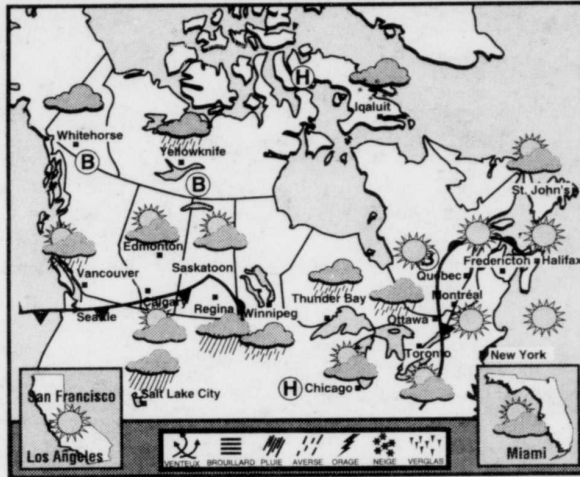 H
Iqaluit
Whitehorse
B
Yellowknife
B
St. John's
Edmonton
Saskatoon
Vancouver
Calgary
Regina
Winnipeg
Seattle
Thunder Bay
Ottawa
Québec
Montréal
Fredericton
Halifax
Toronto
New York
Salt Lake City
H
Chicago
San Francisco
Los Angeles
Miami
VENTEUX BROUILLARD PLUIE AVERSE ORAGE NEIGE VERGLAS